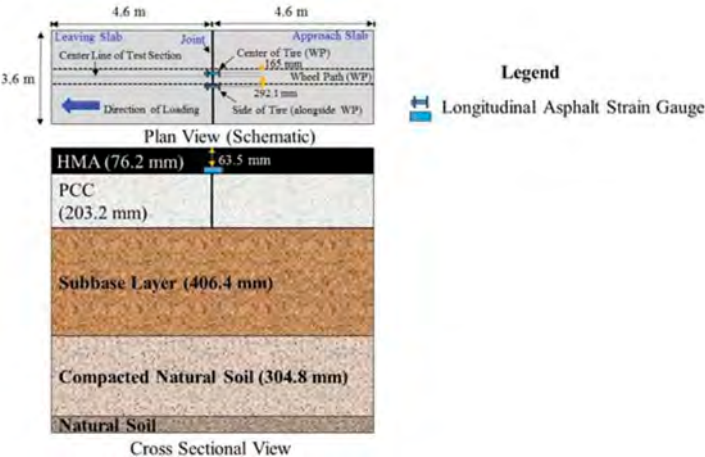 4.6 m
4.6 m
Leaving Slab
Joint
Approach Slab
Center Line of Test Section
Center of Tire (WP)
165 mm
Wheel Path (WP)
3.6 m
292.1 mm
Direction of Loading
Side of Tire (alongside WP)
Plan View (Schematic)
Legend
Longitudinal Asphalt Strain Gauge
HMA (76.2 mm)
63.5 mm
PCC
(203.2 mm)
Subbase Layer (406.4 mm)
Compacted Natural Soil (304.8 mm)
Natural Soil
Cross Sectional View